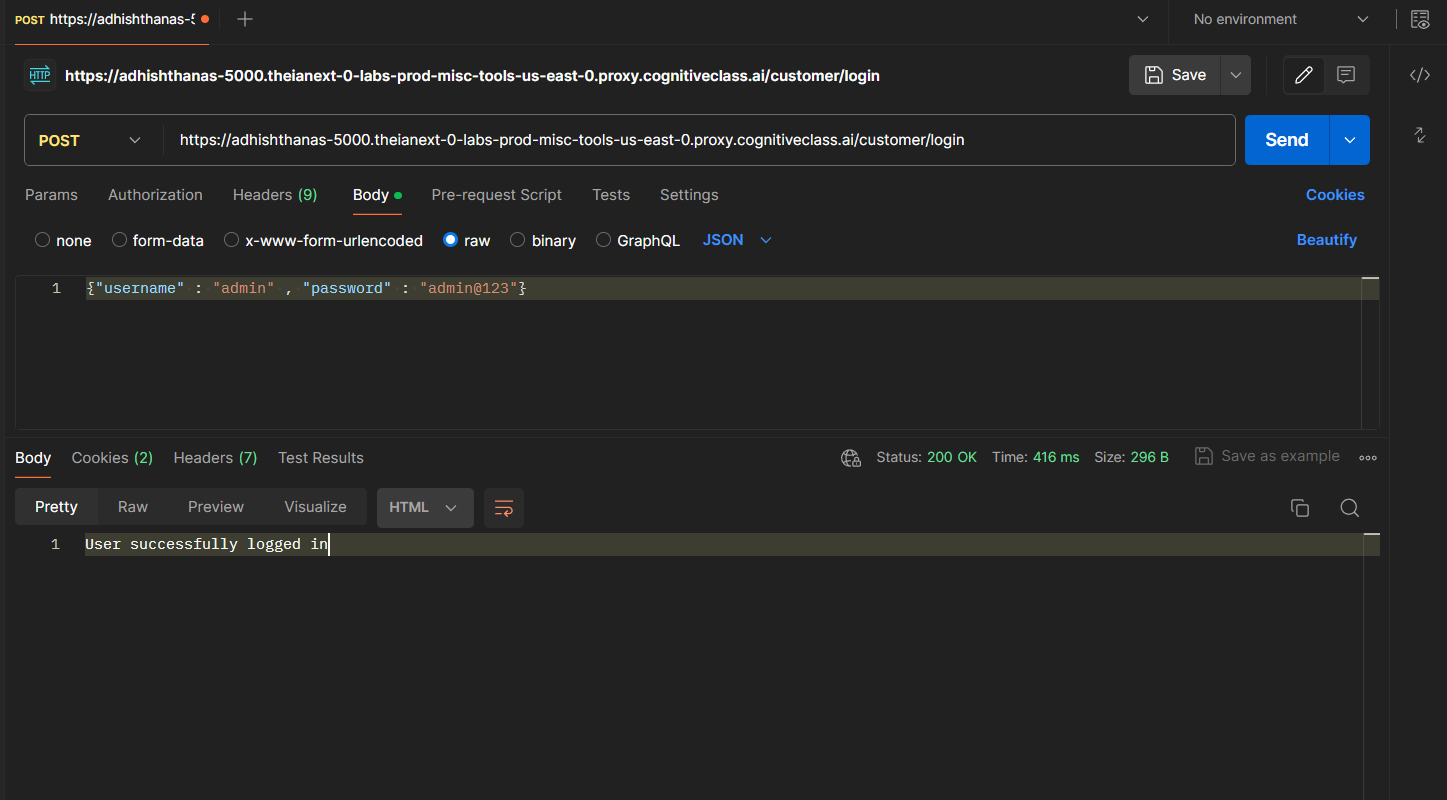 POST https://adhishthanas-5
No environment
HTTP https://adhishthanas-5000.theianext-0-labs-prod-misc-tools-us-east-0.proxy.cognitiveclass.ai/customer/login
Save
POST https://adhishthanas-5000.theianext-0-labs-prod-misc-tools-us-east-0.proxy.cognitiveclass.ai/customer/login
Send
Params Authorization Headers (9) Body Pre-request Script Tests Settings Cookies
none form-data x-www-form-urlencoded raw binary GraphQL JSON Beautify
1 {"username" : "admin" , "password" : "admin@123"}
Body Cookies (2) Headers (7) Test Results Status: 200 OK Time: 416 ms Size: 296 B Save as example
Pretty Raw Preview Visualize HTML
1 User successfully logged in